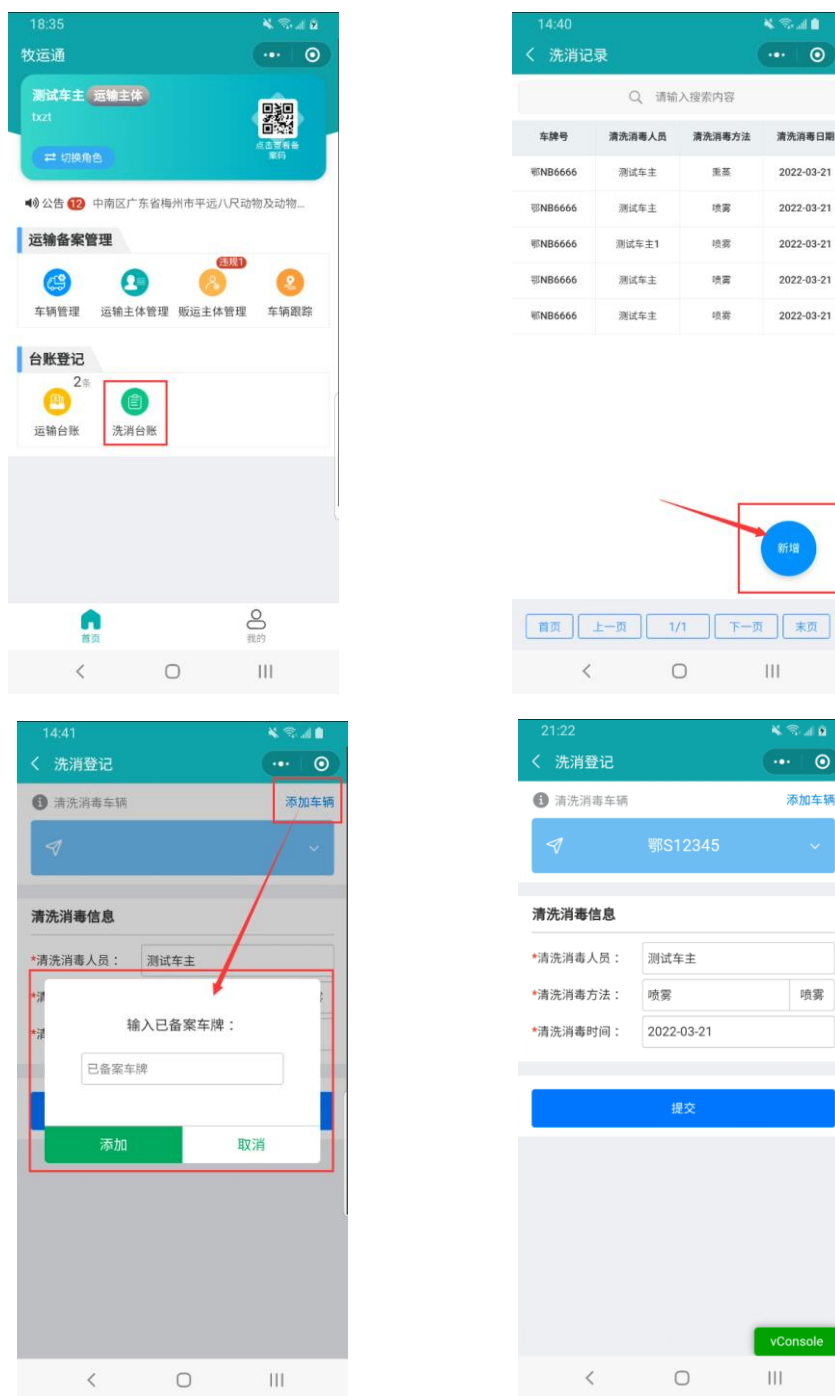 18:35
牧运通
测试车主 运输主体
txzt
切换角色
点击查看备
案码
公告 12 中南区广东省梅州市平远八尺动物及动物...
运输备案管理
违规1
车辆管理 运输主体管理 贩运主体管理 车辆跟踪
台账登记
2条
运输台账 洗消台账
首页 我的
14:40
洗消记录
请输入搜索内容
车牌号 清洗消毒人员 清洗消毒方法 清洗消毒日期
鄂NB6666 测试车主 熏蒸 2022-03-21
鄂NB6666 测试车主 喷雾 2022-03-21
鄂NB6666 测试车主1 喷雾 2022-03-21
鄂NB6666 测试车主 喷雾 2022-03-21
鄂NB6666 测试车主 喷雾 2022-03-21
新增
首页 上一页 1/1 下一页 末页
14:41
洗消登记
清洗消毒车辆 添加车辆
清洗消毒信息
*清洗消毒人员： 测试车主
*清
*清
输入已备案车牌：
已备案车牌
添加 取消
21:22
洗消登记
清洗消毒车辆 添加车辆
鄂S12345
清洗消毒信息
*清洗消毒人员： 测试车主
*清洗消毒方法： 喷雾 喷雾
*清洗消毒时间： 2022-03-21
提交
vConsole